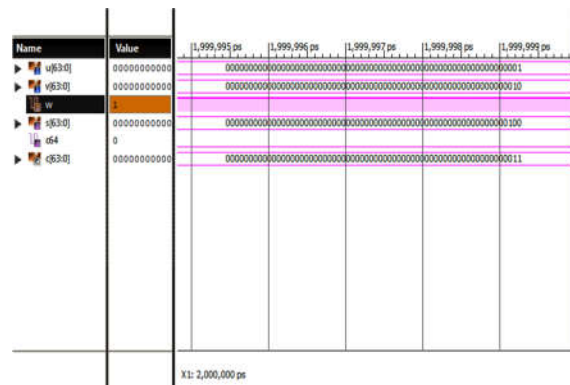 Name Value 1,999,995 ps 1,999,996 ps 1,999,997 ps 1,999,998 ps 1,999,999 ps
u[63:0] 00000000000 0000000000000000000000000000000000000000000000000000000000000001
v[63:0] 00000000000 0000000000000000000000000000000000000000000000000000000000000010
w 1
s[63:0] 00000000000 0000000000000000000000000000000000000000000000000000000000000100
c64 0
c[63:0] 00000000000 0000000000000000000000000000000000000000000000000000000000000011
X1: 2,000,000 ps